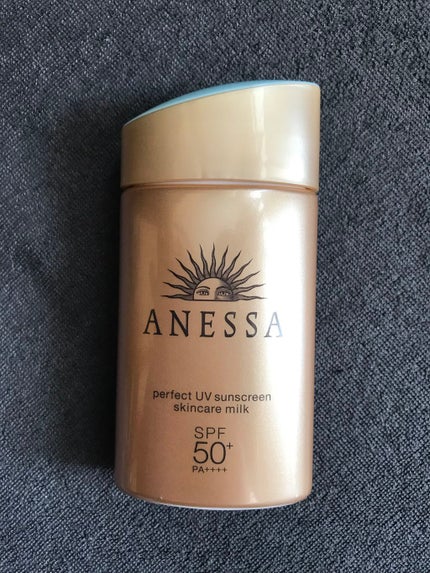 ANESSA
perfect UV sunscreen
skincare milk
SPF
50+
PA++++